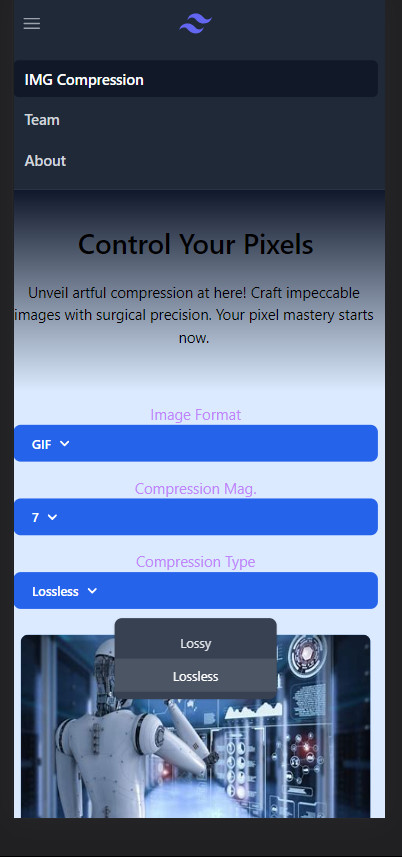 IMG Compression
Team
About
Control Your Pixels
Unveil artful compression at here! Craft impeccable
images with surgical precision. Your pixel mastery starts
now.
Image Format
GIF
Compression Mag.
7
Compression Type
Lossless
Lossy
Lossless